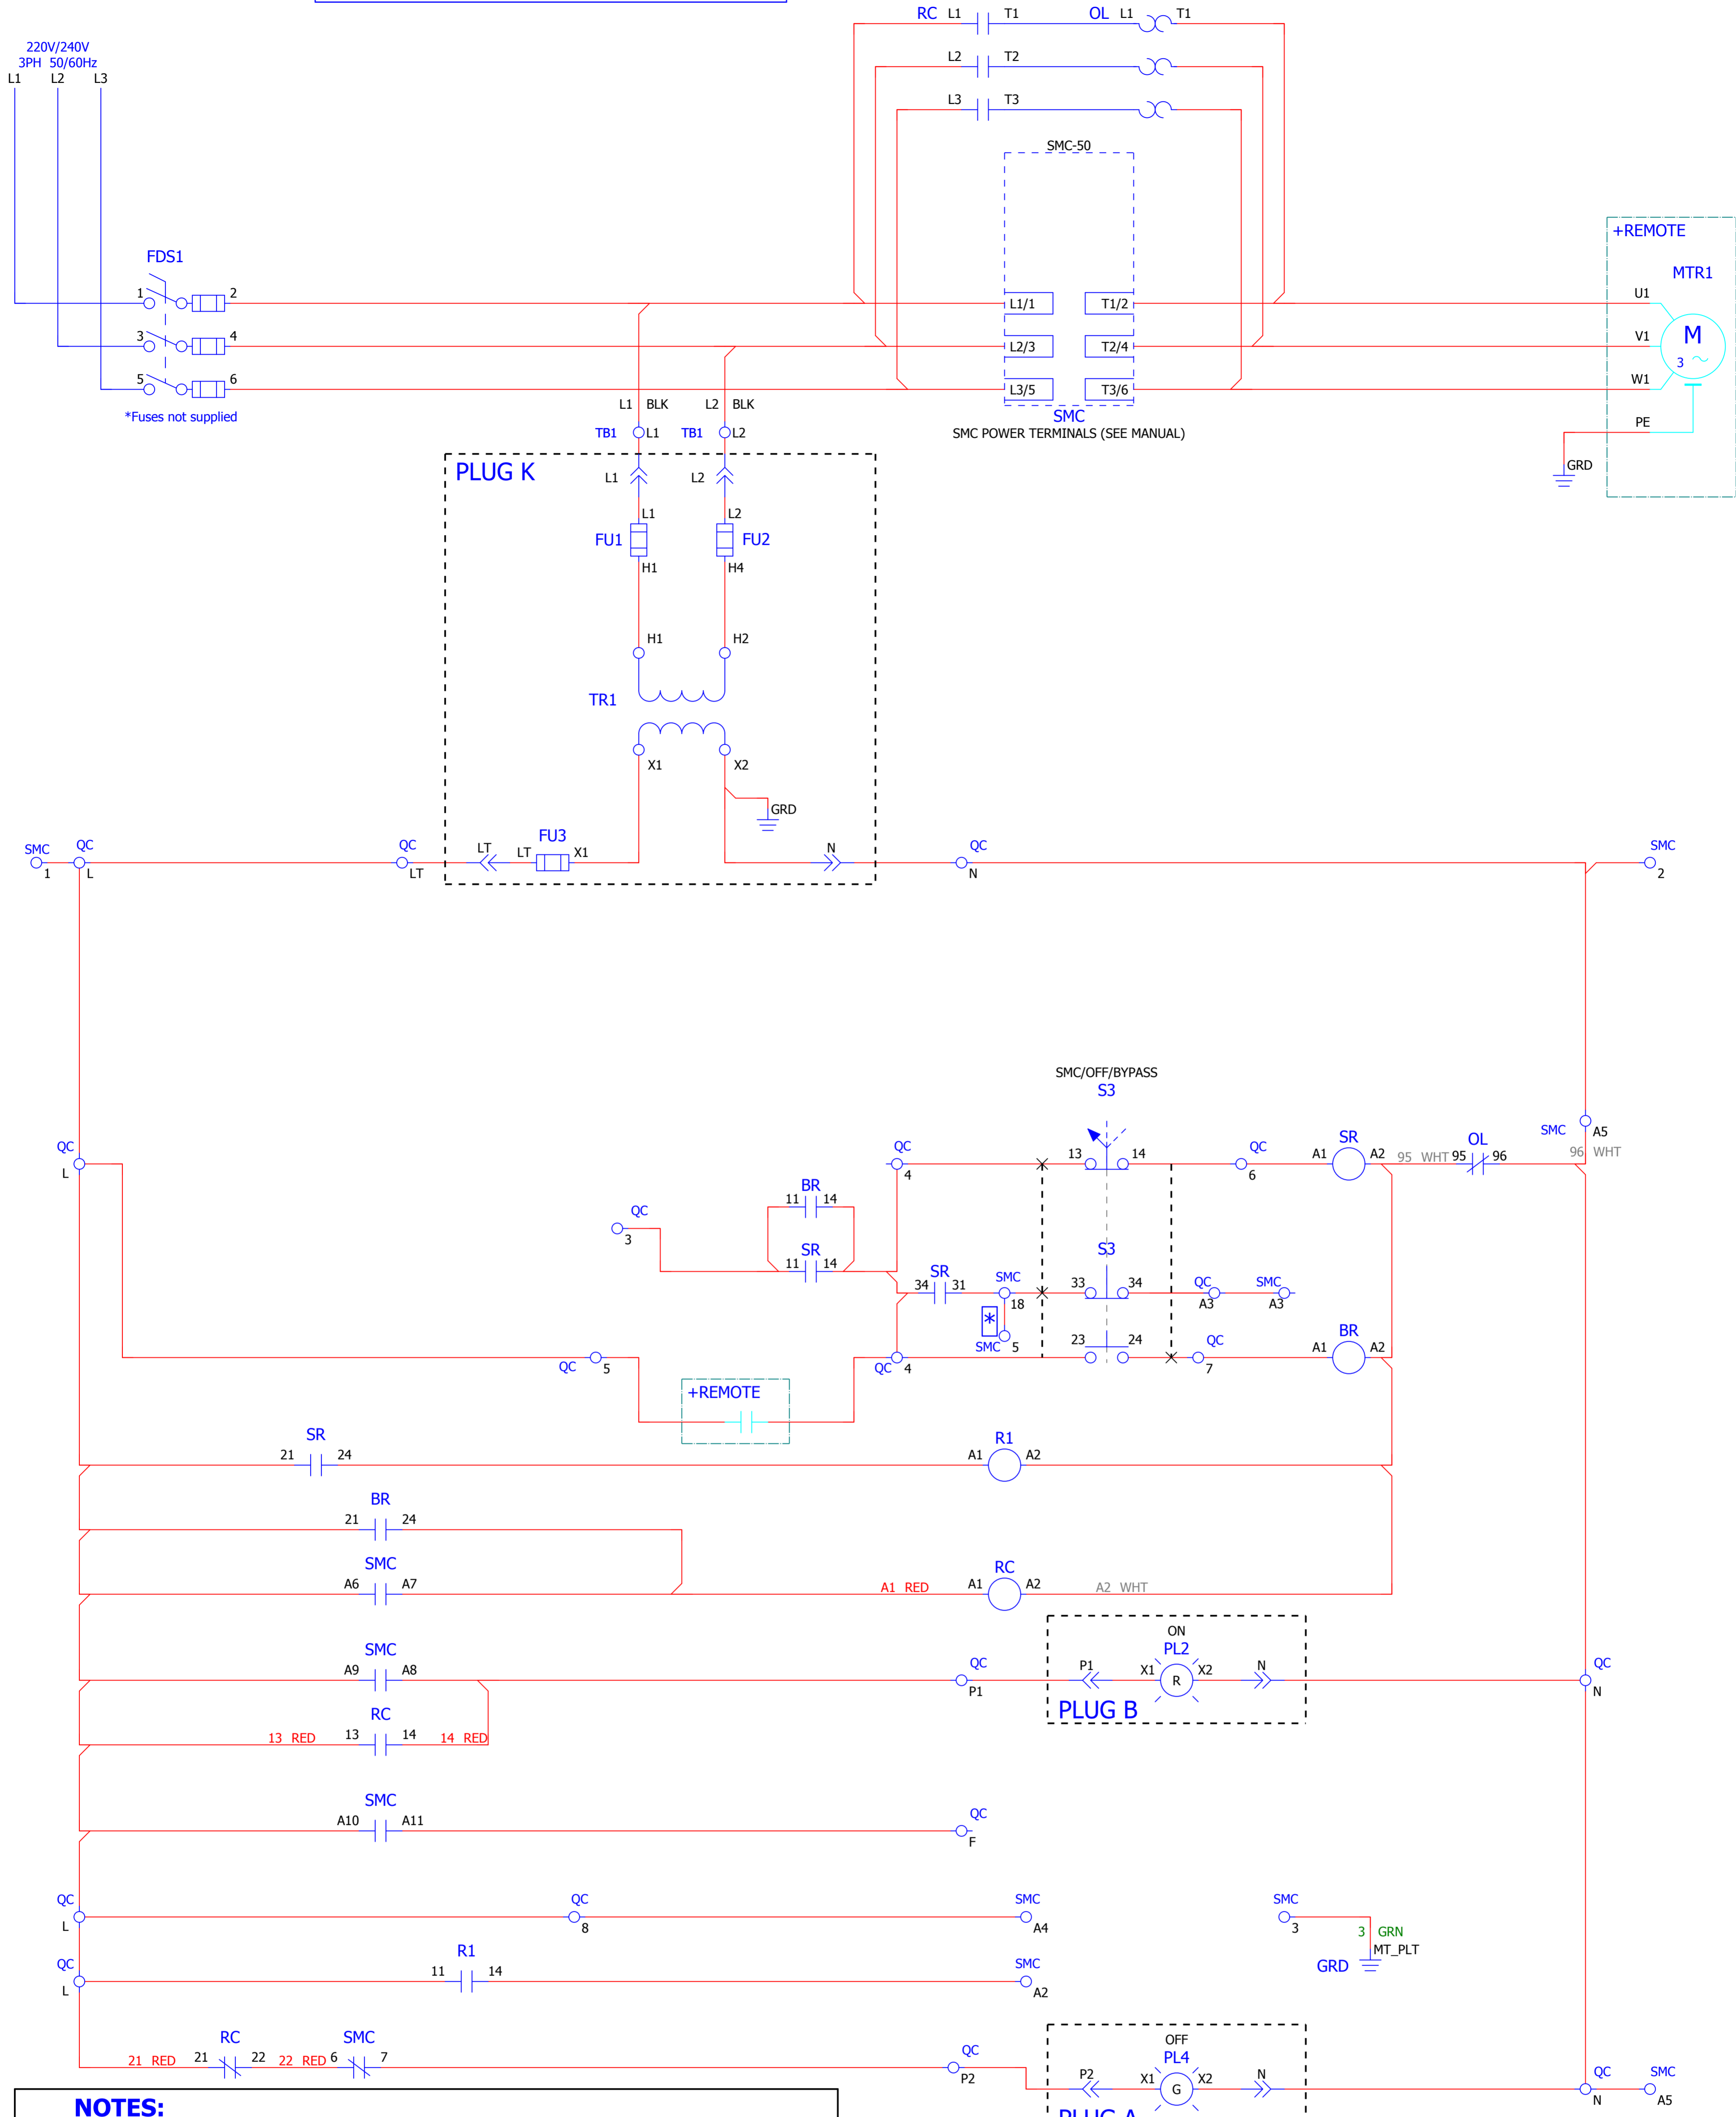 RC L1 T1 OL L1 T1
220V/240V
3PH 50/60Hz
L1 L2 L3
L2 T2
L3 T3
SMC-50
+REMOTE
FDS1
MTR1
1 2 L1/1 T1/2 U1
3 4 L2/3 T2/4 V1 M
3
5 6 L3/5 T3/6 W1
*Fuses not supplied
L1 BLK L2 BLK
SMC
PE
TB1 L1 TB1 L2
SMC POWER TERMINALS (SEE MANUAL)
PLUG K
L1 L2
GRD
L1 L2
FU1 FU2
H1 H4
H1 H2
TR1
X1 X2
GRD
SMC QC QC LT LT FU3 X1 N QC SMC
1 L LT N 2
SMC/OFF/BYPASS
S3
SMC A5
QC QC 13 14 QC SR OL
L 4 6 A1 A2 95 WHT 95 96 96 WHT
BR
11 14
QC
3
SR
11 14
S3
SR
34 31 SMC 33 34 QC SMC
18 A3 A3
*
SMC 5 23 24 QC BR
A1 A2
QC 5 QC 4 7
+REMOTE
SR R1
21 24 A1 A2
BR
21 24
SMC RC
A6 A7 A1 RED A1 A2 A2 WHT
ON
SMC PL2
A9 A8 QC P1 X1 R X2 N QC
P1 N
PLUG B
RC
13 RED 13 14 14 RED
SMC
A10 A11 QC
F
QC QC SMC SMC
L 8 A4 3
3 GRN
MT_PLT
GRD
QC R1 SMC
L 11 14 A2
OFF
RC SMC PL4
21 RED 21 22 22 RED 6 7 QC
P2
P2 X1 G X2 N QC SMC
N A5
NOTES:
PLUG A